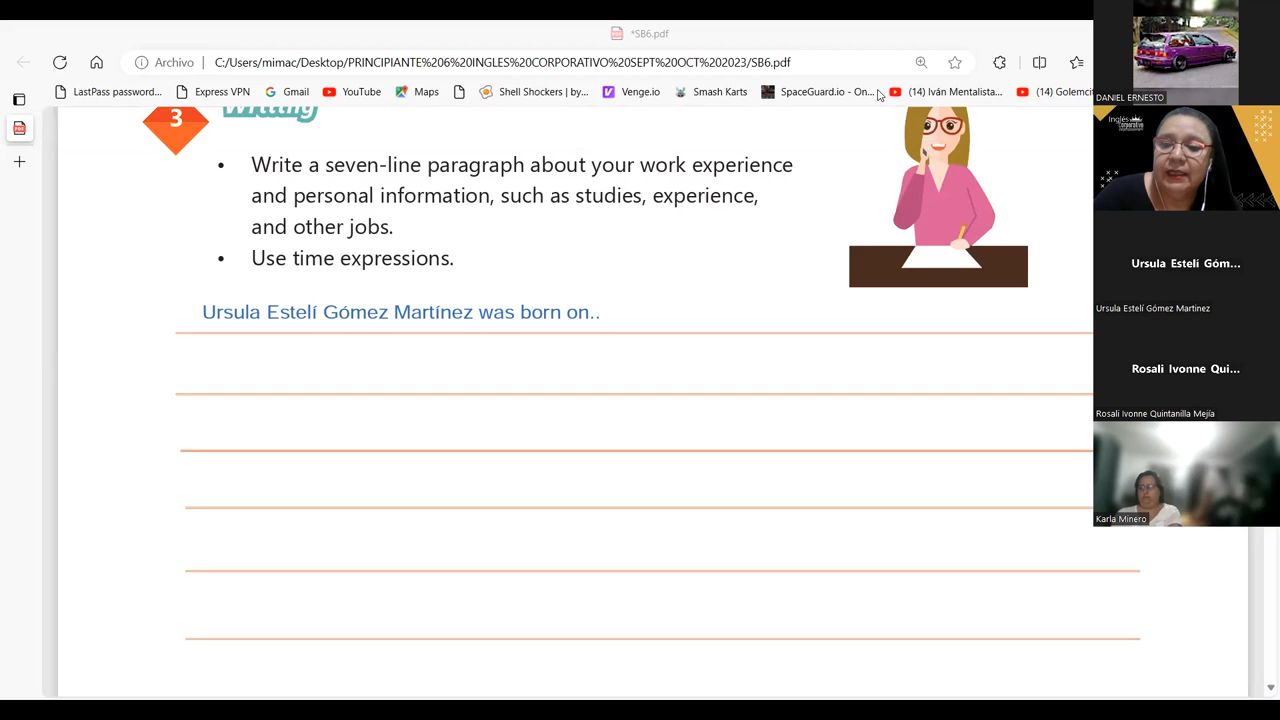 *SB6.pdf
Archivo
C:/Users/mimac/Desktop/PRINCIPIANTE%206%20INGLES%20CORPORATIVO%20SEPT%20OCT%202023/SB6.pdf
LastPass password...
Express VPN
Gmail
YouTube
Maps
Shell Shockers | by...
Venge.io
Smash Karts
SpaceGuard.io - On...
(14) Iván Mentalista...
(14) Golemci
3
Writing
• Write a seven-line paragraph about your work experience
and personal information, such as studies, experience,
and other jobs.
• Use time expressions.
Ursula Estelí Gómez Martínez was born on..
DANIEL ERNESTO
Inglés
Corporativo
Ursula Estelí Góm...
Ursula Estelí Gómez Martinez
Rosali Ivonne Qui...
Rosali Ivonne Quintanilla Mejía
Karla Minero